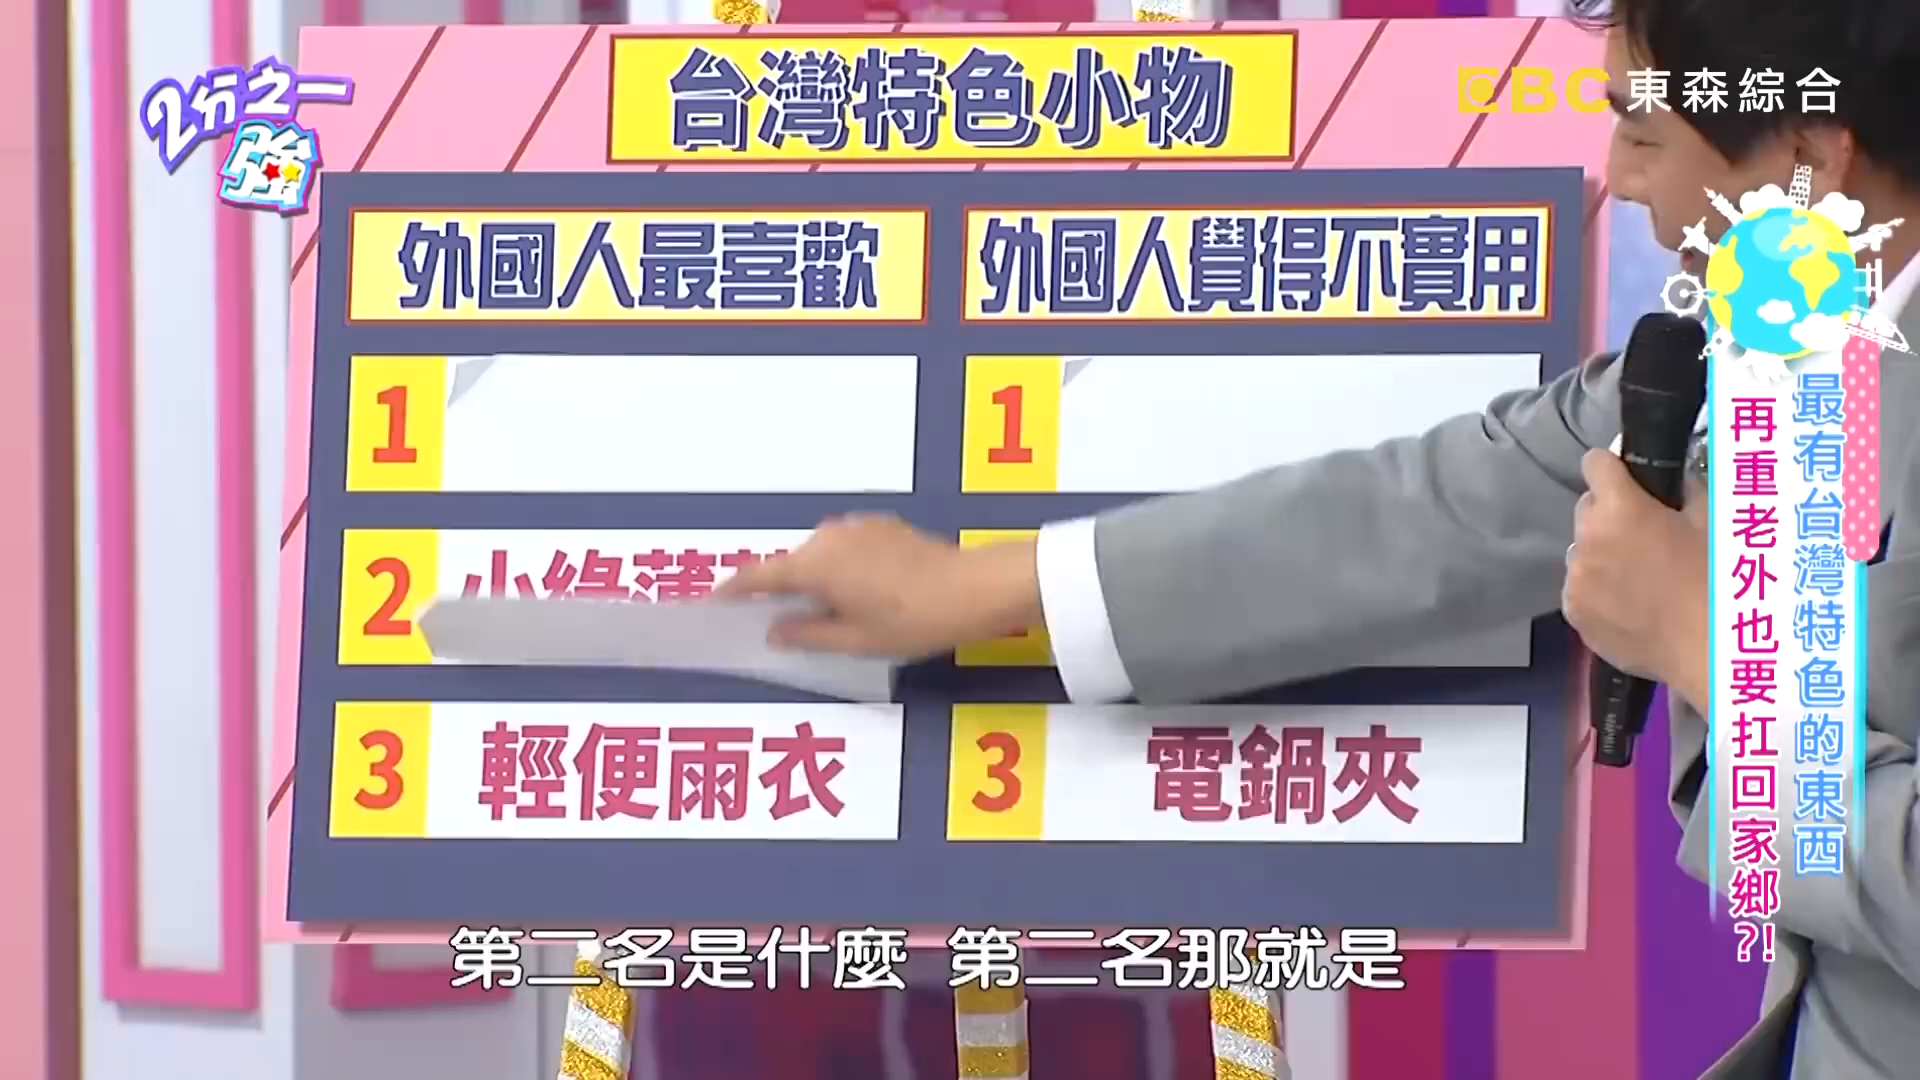 2分之一
強
EBC 東森綜合
台灣特色小物
外國人最喜歡
外國人覺得不實用
1
1
2 小綠薄
3 輕便雨衣
3 電鍋夾
最有台灣特色的東西
再重老外也要扛回家鄉?!
第二名是什麼 第二名那就是